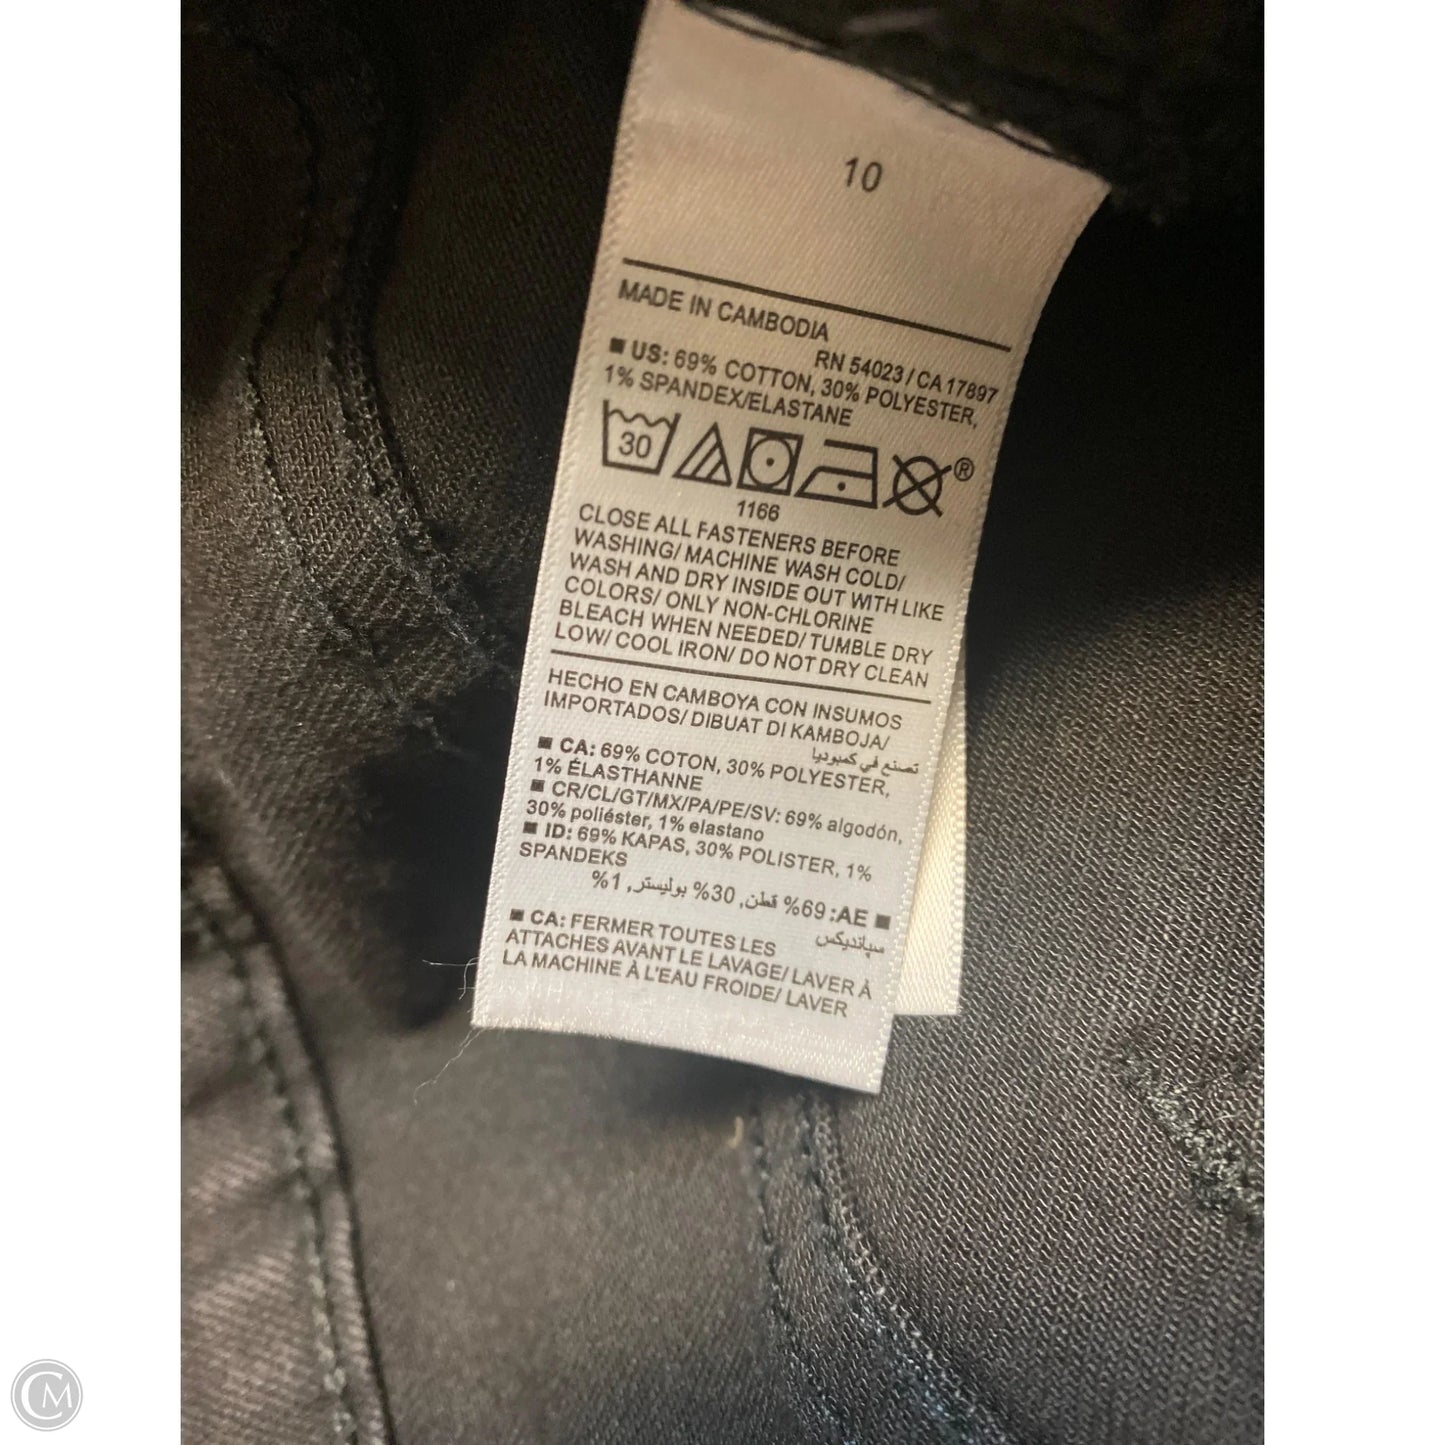 10
MADE IN CAMBODIA
RN 54023 / CA 17897
■ US: 69% COTTON, 30% POLYESTER,
1% SPANDEX/ELASTANE
30
®
1166
CLOSE ALL FASTENERS BEFORE
WASHING/ MACHINE WASH COLD/
WASH AND DRY INSIDE OUT WITH LIKE
COLORS/ ONLY NON-CHLORINE
BLEACH WHEN NEEDED/ TUMBLE DRY
LOW/ COOL IRON/ DO NOT DRY CLEAN
HECHO EN CAMBOYA CON INSUMOS
IMPORTADOS/ DIBUAT DI KAMBOJA/
تصنع في كمبوديا
■ CA: 69% COTON, 30% POLYESTER,
1% ÉLASTHANNE
■ CR/CL/GT/MX/PA/PE/SV: 69% algodón,
30% poliéster, 1% elastano
■ ID: 69% KAPAS, 30% POLISTER, 1%
SPANDEKS
■ AE: 69% قطن, 30% بوليستر, 1%
سپانديكس
■ CA: FERMER TOUTES LES
ATTACHES AVANT LE LAVAGE/ LAVER À
LA MACHINE À L'EAU FROIDE/ LAVER
CM